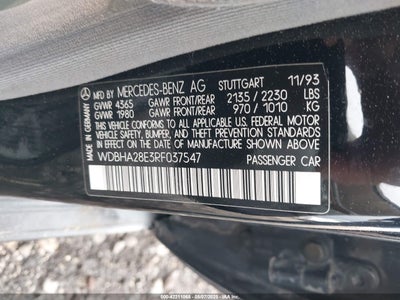 MFD BY MERCEDES-BENZ AG STUTTGART 11/93
GVWR 4365 GAWR FRONT/REAR 2135 / 2230 LBS
GVWR 1980 GAWR FRONT/REAR 970 / 1010 KG
THIS VEHICLE CONFORMS TO ALL APPLICABLE U.S. FEDERAL MOTOR
VEHICLE SAFETY, BUMPER, AND THEFT PREVENTION STANDARDS IN
EFFECT ON THE DATE OF MANUFACTURE SHOWN ABOVE.
WDBHA28E3RF037547 PASSENGER CAR
MADE IN GERMANY